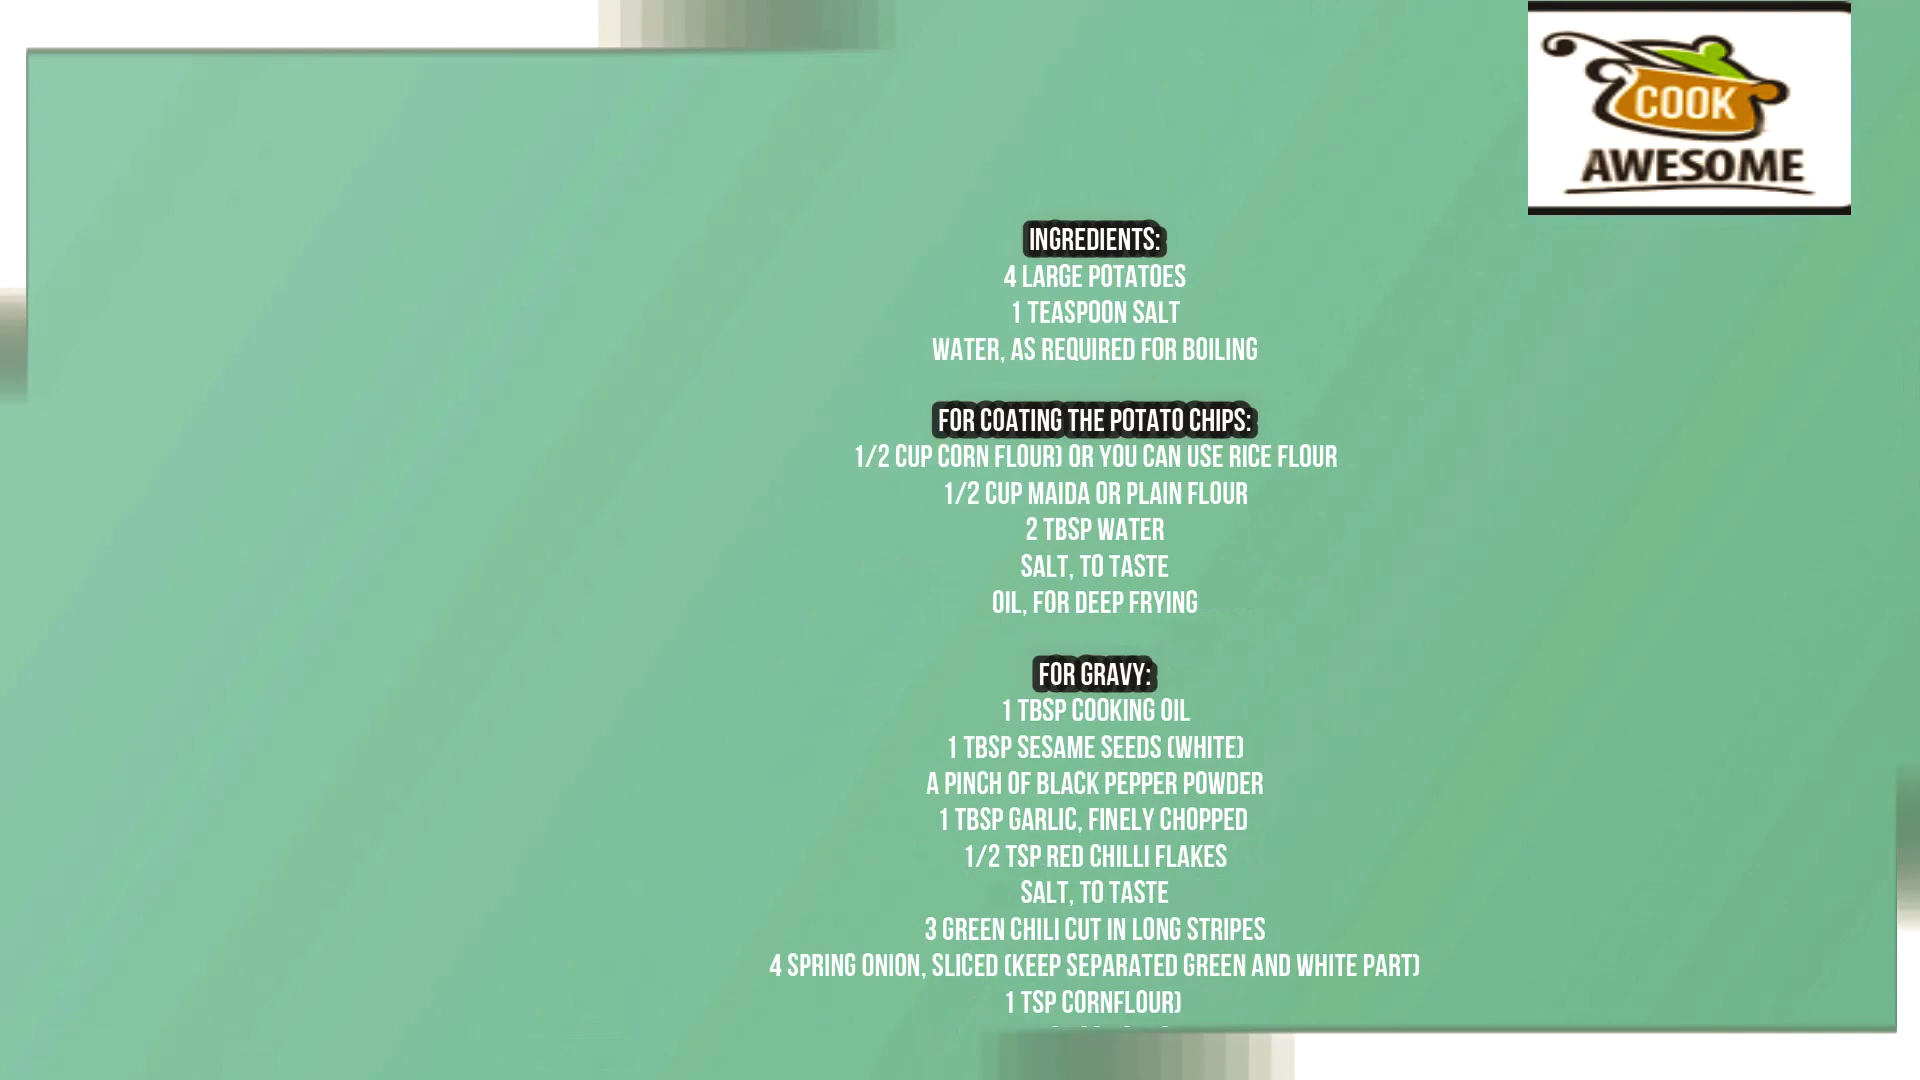 COOK
AWESOME
INGREDIENTS:
4 LARGE POTATOES
1 TEASPOON SALT
WATER, AS REQUIRED FOR BOILING
FOR COATING THE POTATO CHIPS:
1/2 CUP CORN FLOUR) OR YOU CAN USE RICE FLOUR
1/2 CUP MAIDA OR PLAIN FLOUR
2 TBSP WATER
SALT, TO TASTE
OIL, FOR DEEP FRYING
FOR GRAVY:
1 TBSP COOKING OIL
1 TBSP SESAME SEEDS (WHITE)
A PINCH OF BLACK PEPPER POWDER
1 TBSP GARLIC, FINELY CHOPPED
1/2 TSP RED CHILLI FLAKES
SALT, TO TASTE
3 GREEN CHILI CUT IN LONG STRIPES
4 SPRING ONION, SLICED (KEEP SEPARATED GREEN AND WHITE PART)
1 TSP CORNFLOUR)